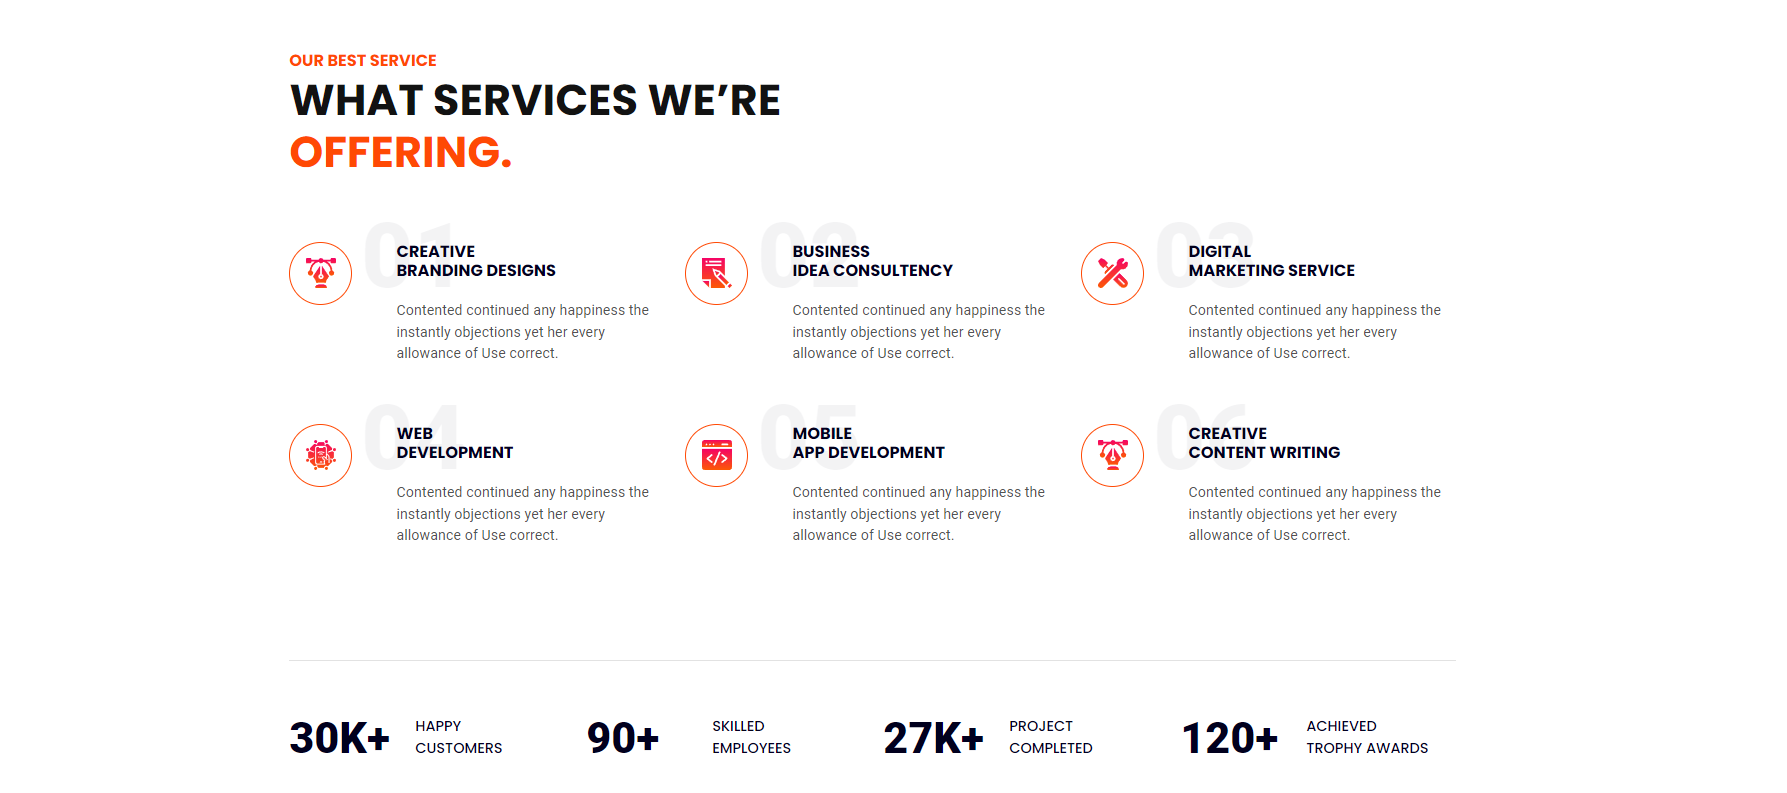 OUR BEST SERVICE
WHAT SERVICES WE’RE
OFFERING.
01
CREATIVE
BRANDING DESIGNS
Contented continued any happiness the
instantly objections yet her every
allowance of Use correct.
02
BUSINESS
IDEA CONSULTENCY
Contented continued any happiness the
instantly objections yet her every
allowance of Use correct.
03
DIGITAL
MARKETING SERVICE
Contented continued any happiness the
instantly objections yet her every
allowance of Use correct.
04
WEB
DEVELOPMENT
Contented continued any happiness the
instantly objections yet her every
allowance of Use correct.
05
MOBILE
APP DEVELOPMENT
Contented continued any happiness the
instantly objections yet her every
allowance of Use correct.
06
CREATIVE
CONTENT WRITING
Contented continued any happiness the
instantly objections yet her every
allowance of Use correct.
30K+
HAPPY
CUSTOMERS
90+
SKILLED
EMPLOYEES
27K+
PROJECT
COMPLETED
120+
ACHIEVED
TROPHY AWARDS